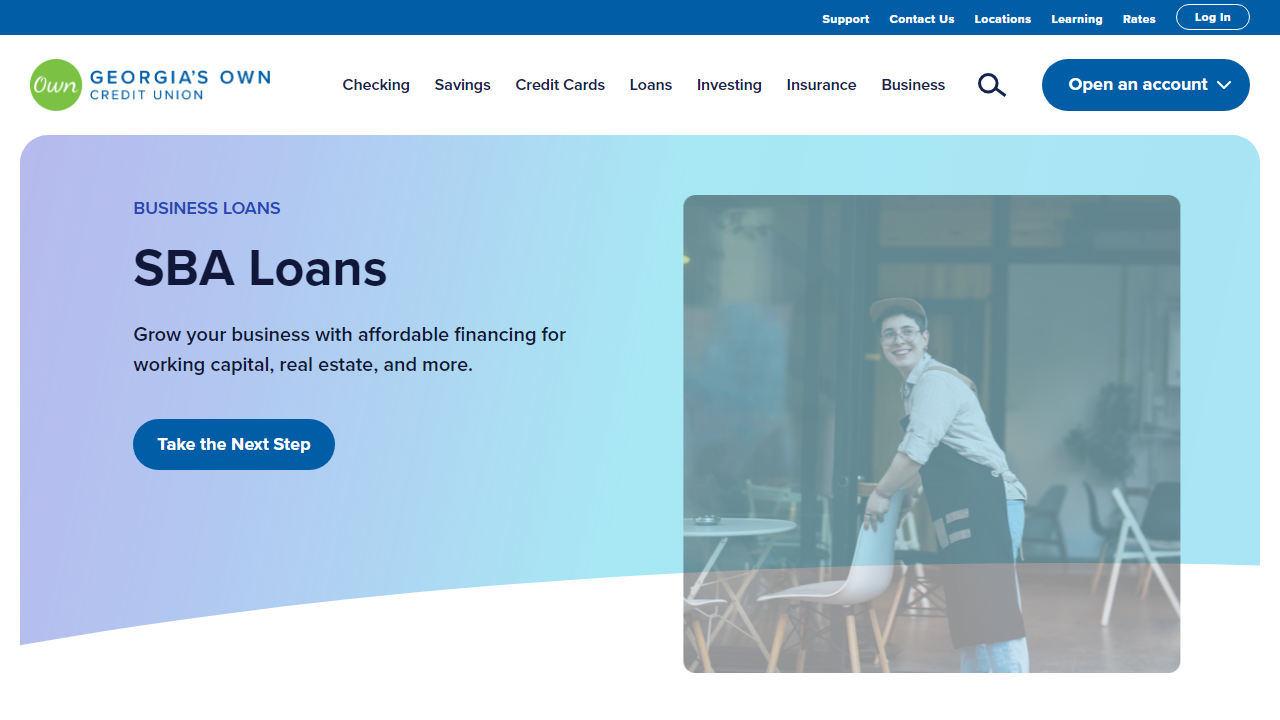 Support Contact Us Locations Learning Rates Log In
Own GEORGIA'S OWN
CREDIT UNION
Checking Savings Credit Cards Loans Investing Insurance Business Open an account
BUSINESS LOANS
SBA Loans
Grow your business with affordable financing for
working capital, real estate, and more.
Take the Next Step